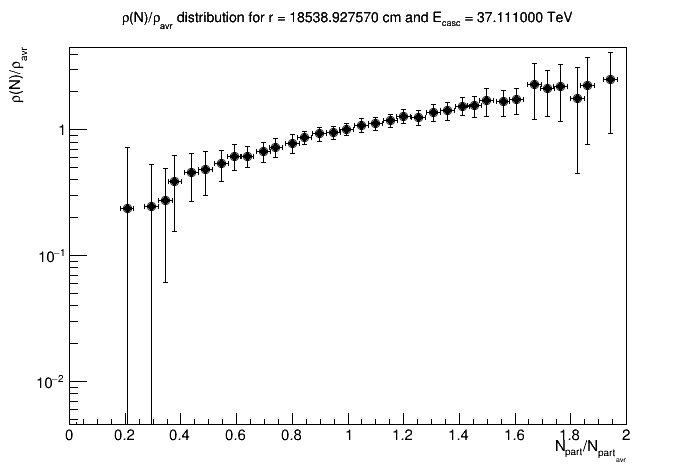 ρ(N)/ρavr distribution for r = 18538.927570 cm and Ecasc = 37.111000 TeV
ρ(N)/ρavr
1
10−1
10−2
0 0.2 0.4 0.6 0.8 1 1.2 1.4 1.6 1.8 2
Npart/Npartavr